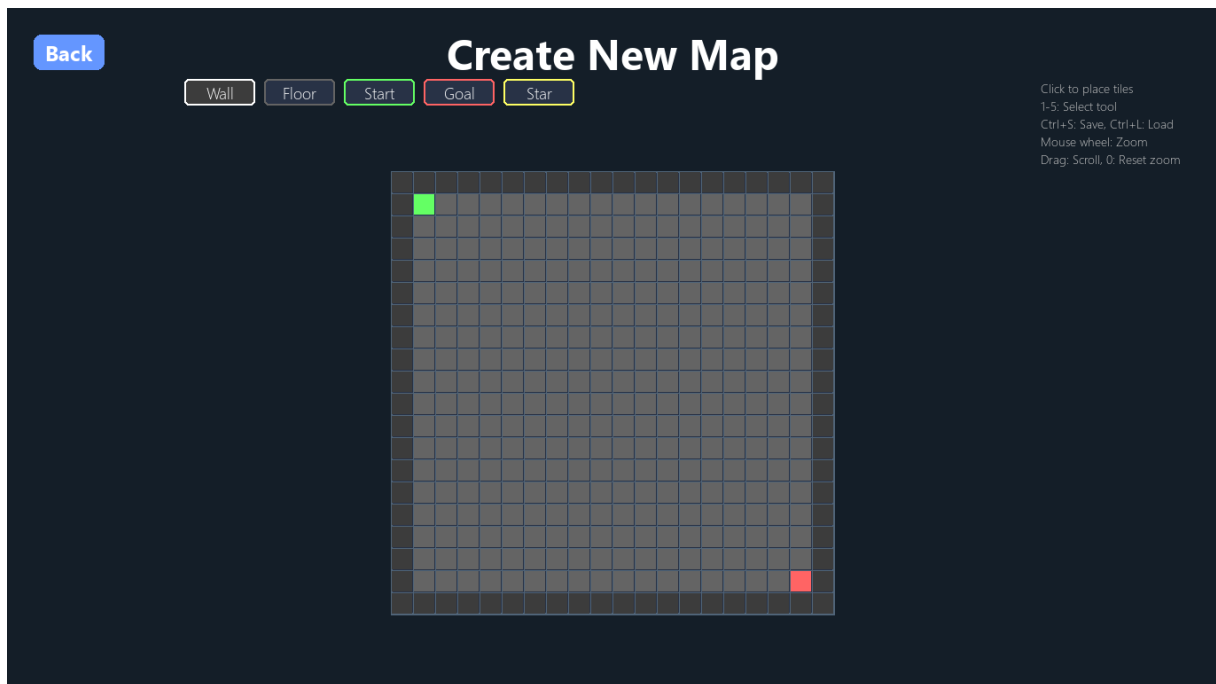 Back
Create New Map
Wall
Floor
Start
Goal
Star
Click to place tiles
1-5: Select tool
Ctrl+S: Save, Ctrl+L: Load
Mouse wheel: Zoom
Drag: Scroll, 0: Reset zoom